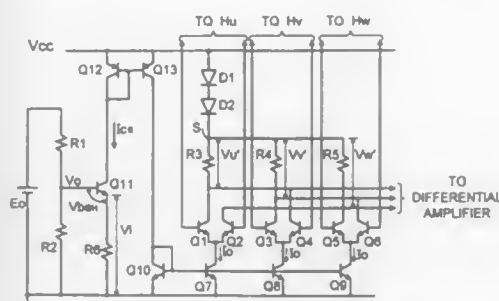 TO Hu TO Hv TO Hw
Vcc
Q12 Q13
D1
D2
S
Ica
R1
R3 Vu' R4 Vv' R5 Vw'
Vo Q11
Eo
VBEH
TO
DIFFERENTIAL
AMPLIFIER
R2 R6 Vi
Q1 Q2 Q3 Q4 Q5 Q6
Io Io Io
Q10
Q7 Q8 Q9